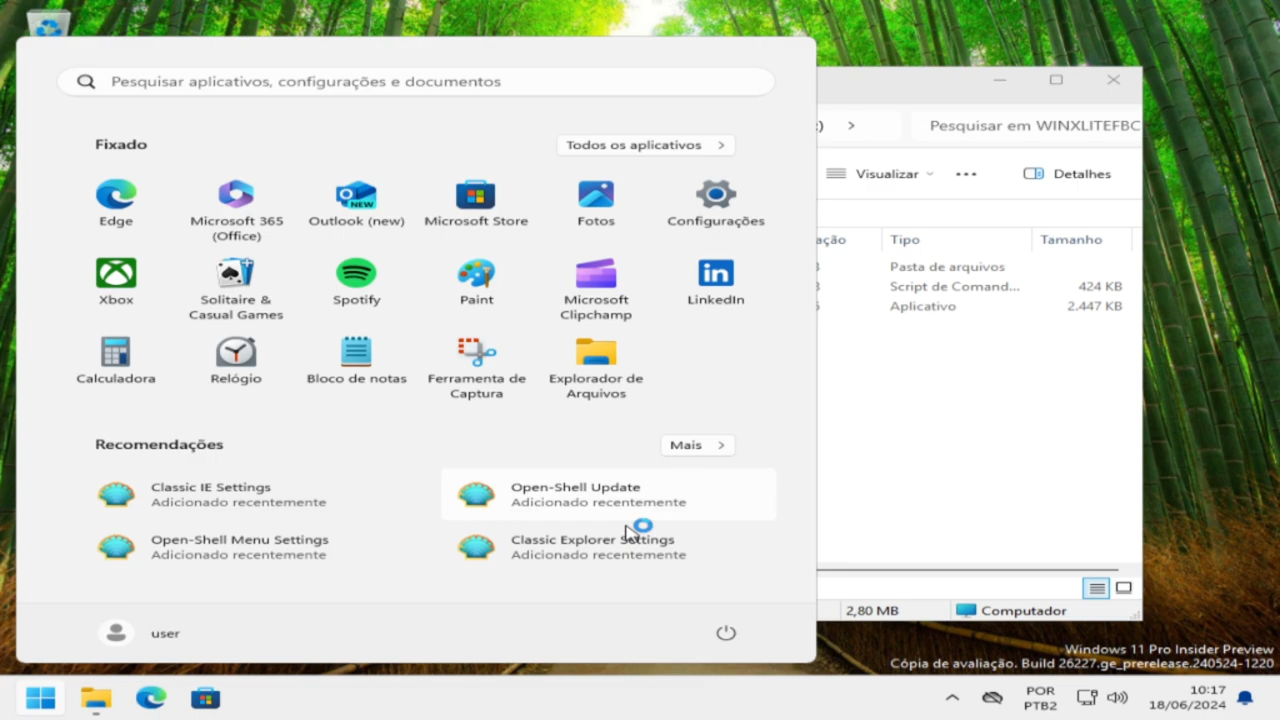 Pesquisar aplicativos, configurações e documentos
Fixado
Todos os aplicativos
Edge
Microsoft 365
(Office)
NEW
Outlook (new)
Microsoft Store
Fotos
Configurações
Xbox
Solitaire &
Casual Games
Spotify
Paint
Microsoft
Clipchamp
in
LinkedIn
Calculadora
Relógio
Bloco de notas
Ferramenta de
Captura
Explorador de
Arquivos
Recomendações
Mais
Classic IE Settings
Adicionado recentemente
Open-Shell Update
Adicionado recentemente
Open-Shell Menu Settings
Adicionado recentemente
Classic Explorer Settings
Adicionado recentemente
user
:)
Pesquisar em WINXLITEFBC
Visualizar
Detalhes
ação
Tipo
Tamanho
Pasta de arquivos
Script de Comand...
424 KB
Aplicativo
2.447 KB
2,80 MB
Computador
Windows 11 Pro Insider Preview
Cópia de avaliação. Build 26227.ge_prerelease.240524-1220
POR
PTB2
10:17
18/06/2024